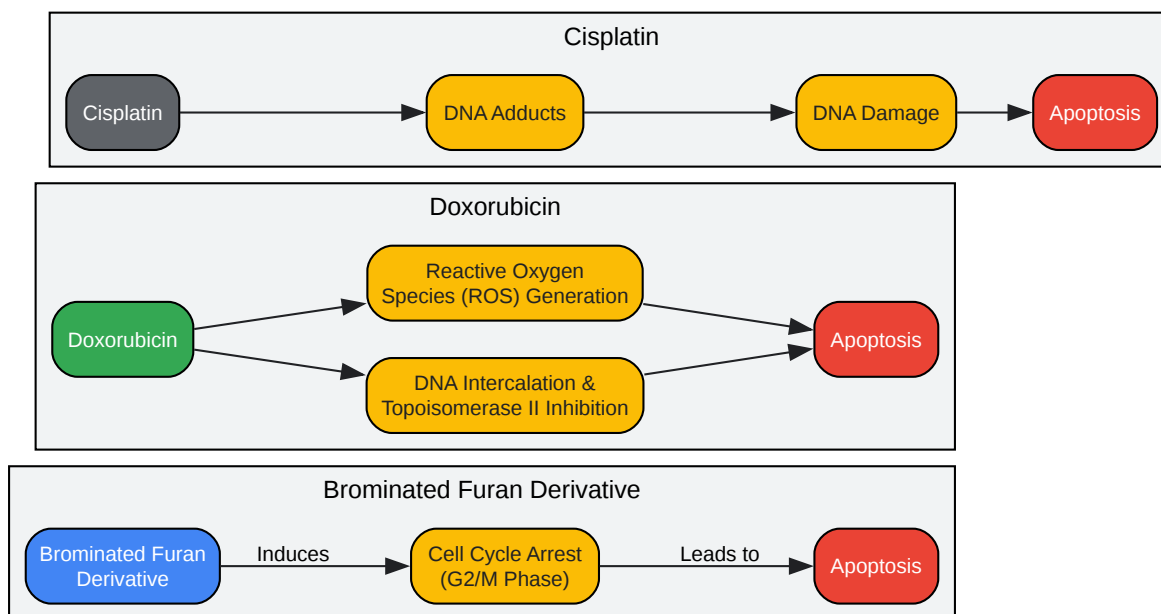 Cisplatin
Cisplatin
DNA Adducts
DNA Damage
Apoptosis
Doxorubicin
Doxorubicin
Reactive Oxygen
Species (ROS) Generation
DNA Intercalation &
Topoisomerase II Inhibition
Apoptosis
Brominated Furan Derivative
Brominated Furan
Derivative
Induces
Cell Cycle Arrest
(G2/M Phase)
Leads to
Apoptosis